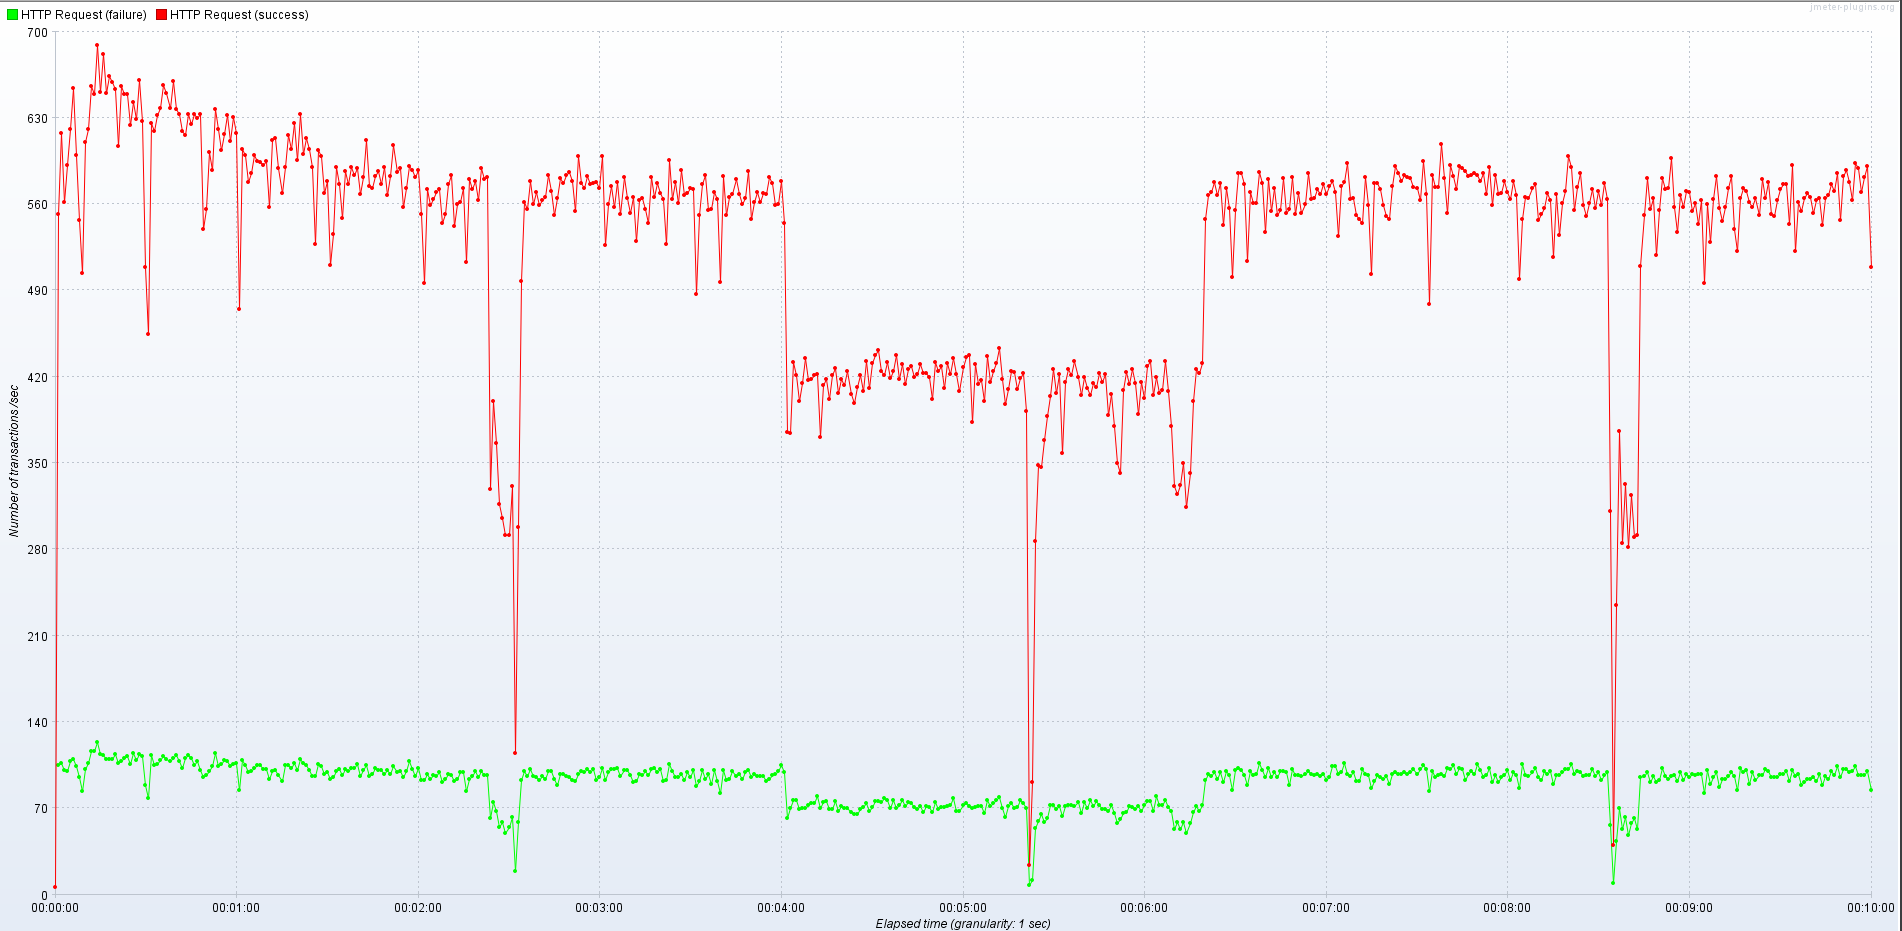 HTTP Request (failure) HTTP Request (success)
jmeter-plugins.org
700
630
560
490
420
350
280
210
140
70
0
Number of transactions /sec
00:00:00 00:01:00 00:02:00 00:03:00 00:04:00 00:05:00 00:06:00 00:07:00 00:08:00 00:09:00 00:10:00
Elapsed time (granularity: 1 sec)